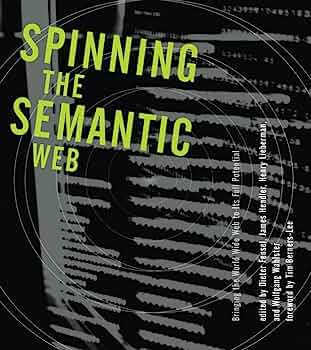 SPINNING
THE
SEMANTIC
WEB
Bringing the World Wide Web to Its Full Potential
edited by Dieter Fensel, James Hendler, Henry Lieberman,
and Wolfgang Wahlster
foreword by Tim Berners-Lee